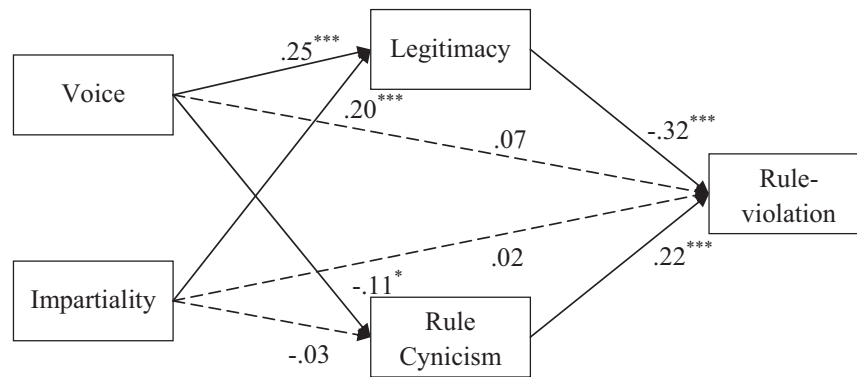 Legitimacy
.25***
Voice
.20***
.07
-.32***
Rule-
violation
.02
.22***
Impartiality
-.11*
Rule
Cynicism
-.03